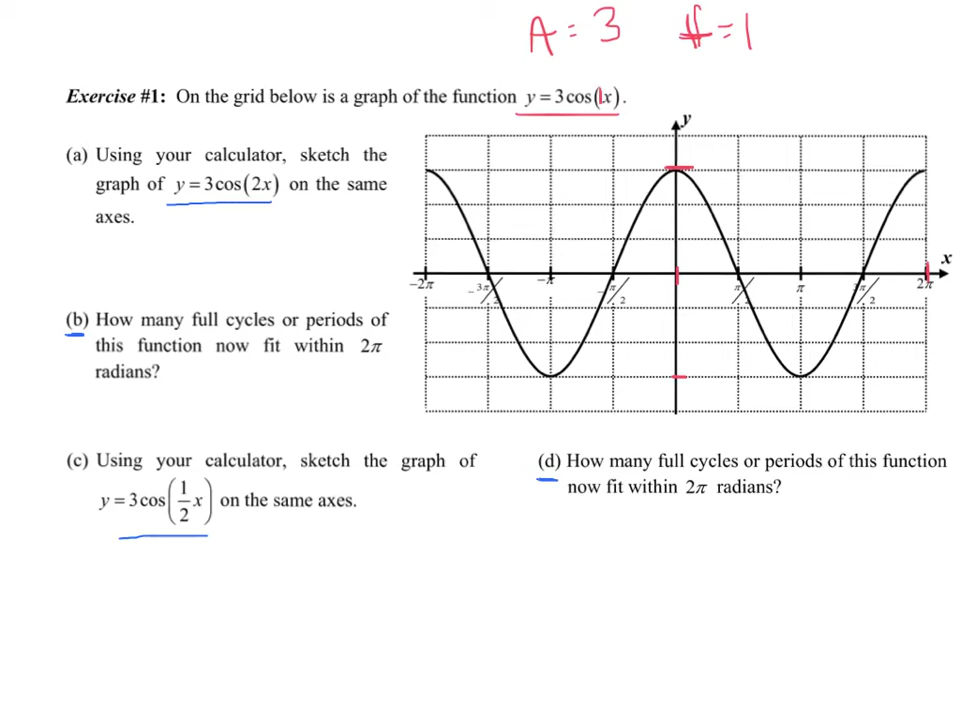 A = 3 f = 1
Exercise #1: On the grid below is a graph of the function y = 3cos(1x).
(a) Using your calculator, sketch the
graph of y = 3cos(2x) on the same
axes.
y
x
−2π −3π/2 −π −π/2 π/2 π 3π/2 2π
(b) How many full cycles or periods of
this function now fit within 2π
radians?
(c) Using your calculator, sketch the graph of
y = 3cos(1/2 x) on the same axes.
(d) How many full cycles or periods of this function
now fit within 2π radians?